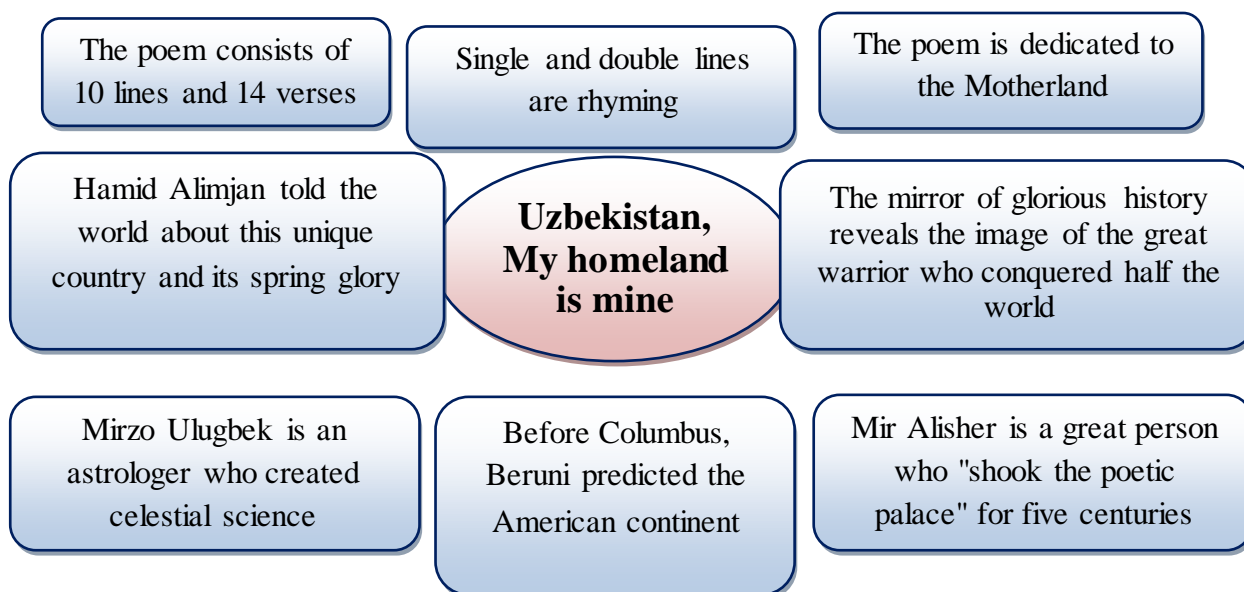 The poem consists of
10 lines and 14 verses
Single and double lines
are rhyming
The poem is dedicated to
the Motherland
Hamid Alimjan told the
world about this unique
country and its spring glory
Uzbekistan,
My homeland
is mine
The mirror of glorious history
reveals the image of the great
warrior who conquered half the
world
Mirzo Ulugbek is an
astrologer who created
celestial science
Before Columbus,
Beruni predicted the
American continent
Mir Alisher is a great person
who "shook the poetic
palace" for five centuries